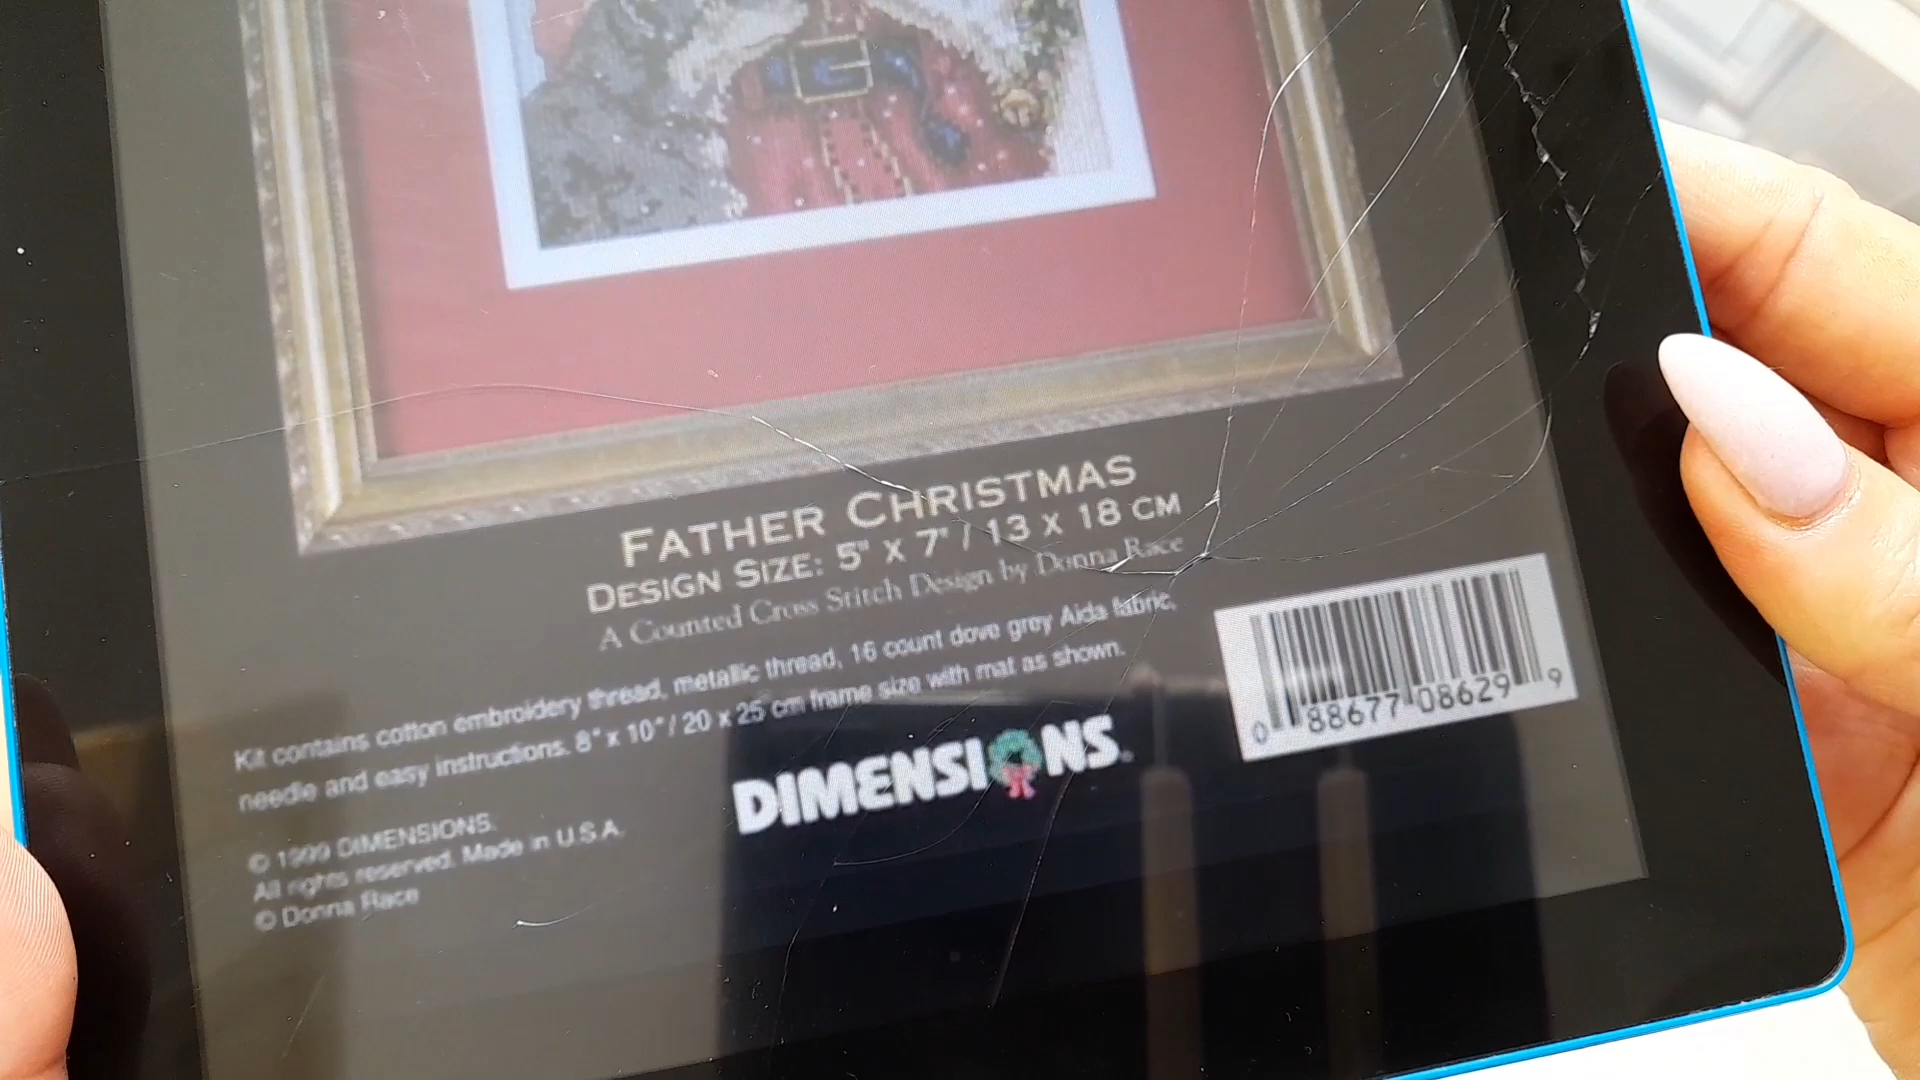 FATHER CHRISTMAS
DESIGN SIZE: 5" X 7" / 13 X 18 CM
A Counted Cross Stitch Design by Donna Race
Kit contains cotton embroidery thread, metallic thread, 16 count dove grey Aida fabric,
needle and easy instructions. 8" x 10" / 20 x 25 cm frame size with mat as shown.
DIMENSIONS®
© 1999 DIMENSIONS.
All rights reserved. Made in U.S.A.
© Donna Race
0 88677 08629 9